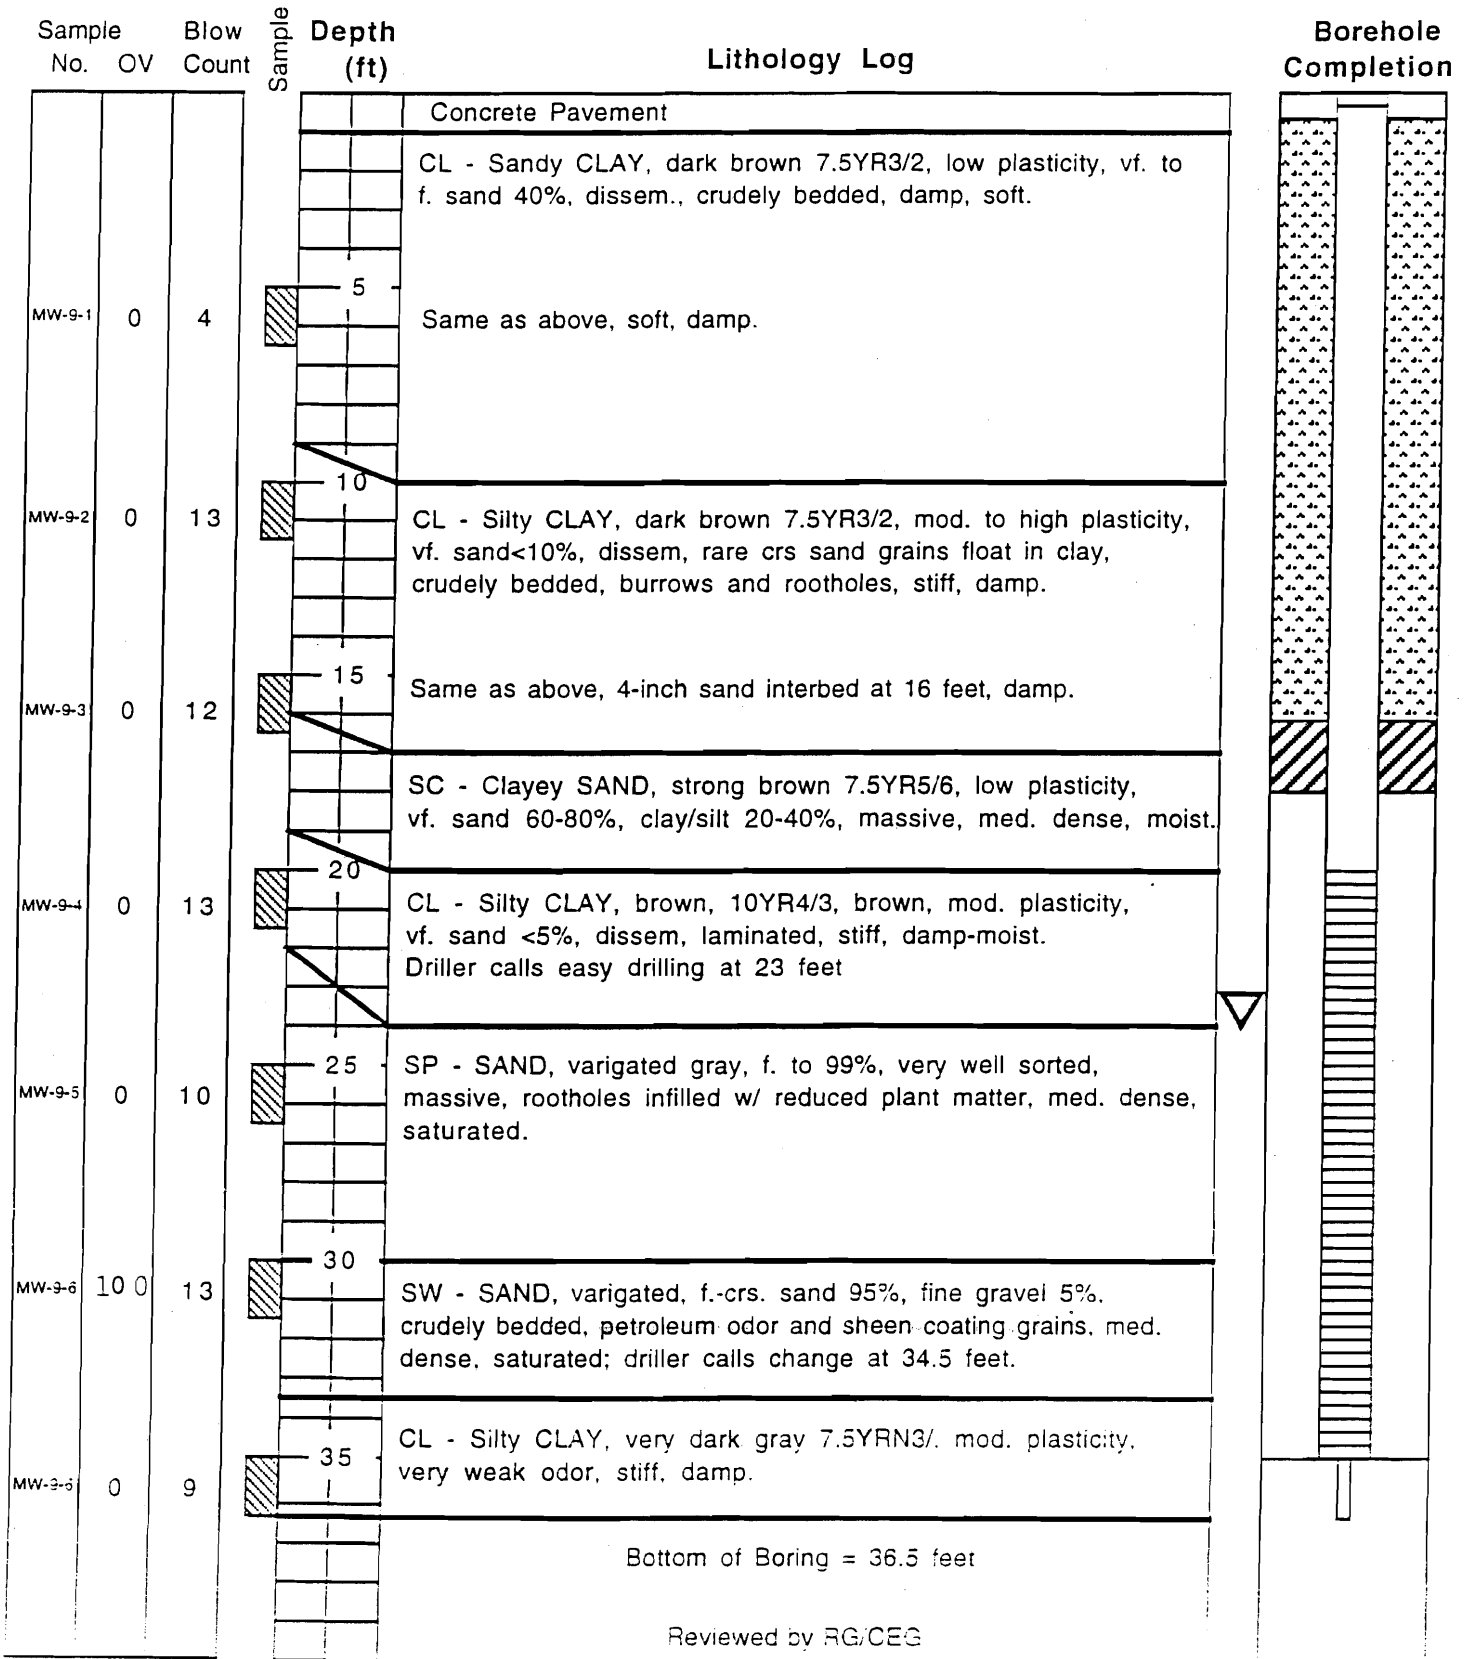 Sample No. OV
Blow Count
Sample
Depth (ft)
Lithology Log
Borehole Completion
Concrete Pavement
CL - Sandy CLAY, dark brown 7.5YR3/2, low plasticity, vf. to
f. sand 40%, dissem., crudely bedded, damp, soft.
5
MW-9-1 0 4
Same as above, soft, damp.
10
MW-9-2 0 13
CL - Silty CLAY, dark brown 7.5YR3/2, mod. to high plasticity,
vf. sand<10%, dissem, rare crs sand grains float in clay,
crudely bedded, burrows and rootholes, stiff, damp.
15
Same as above, 4-inch sand interbed at 16 feet, damp.
MW-9-3 0 12
SC - Clayey SAND, strong brown 7.5YR5/6, low plasticity,
vf. sand 60-80%, clay/silt 20-40%, massive, med. dense, moist.
20
MW-9-4 0 13
CL - Silty CLAY, brown, 10YR4/3, brown, mod. plasticity,
vf. sand <5%, dissem, laminated, stiff, damp-moist.
Driller calls easy drilling at 23 feet
25
SP - SAND, varigated gray, f. to 99%, very well sorted,
MW-9-5 0 10
massive, rootholes infilled w/ reduced plant matter, med. dense,
saturated.
30
MW-9-6 100 13
SW - SAND, varigated, f.-crs. sand 95%, fine gravel 5%.
crudely bedded, petroleum odor and sheen coating grains, med.
dense, saturated; driller calls change at 34.5 feet.
CL - Silty CLAY, very dark gray 7.5YRN3/. mod. plasticity,
35
very weak odor, stiff, damp.
MW-9-6 0 9
Bottom of Boring = 36.5 feet
Reviewed by RG/CEG